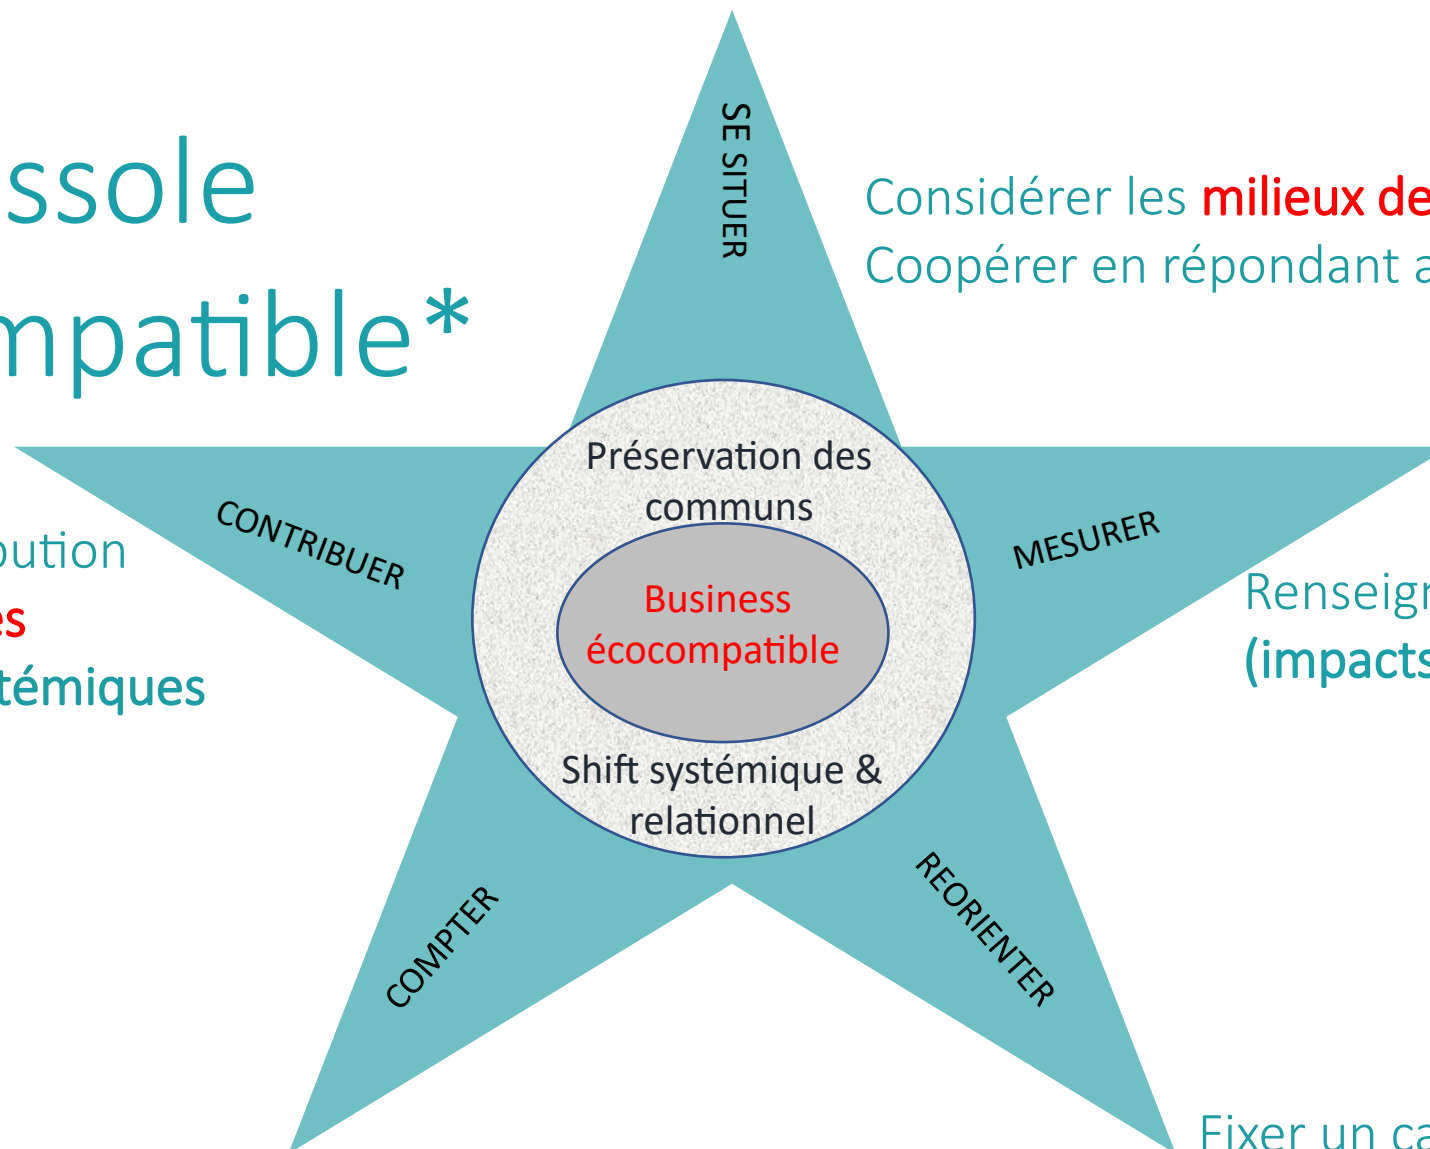 SE SITUER
ssole
mpatible*
Considérer les milieux de
Coopérer en répondant a
Préservation des
communs
CONTRIBUER
MESURER
bution
es
témiques
Business
écocompatible
Renseign
(impacts
Shift systémique &
relationnel
COMPTER
REORIENTER
Fixer un ca